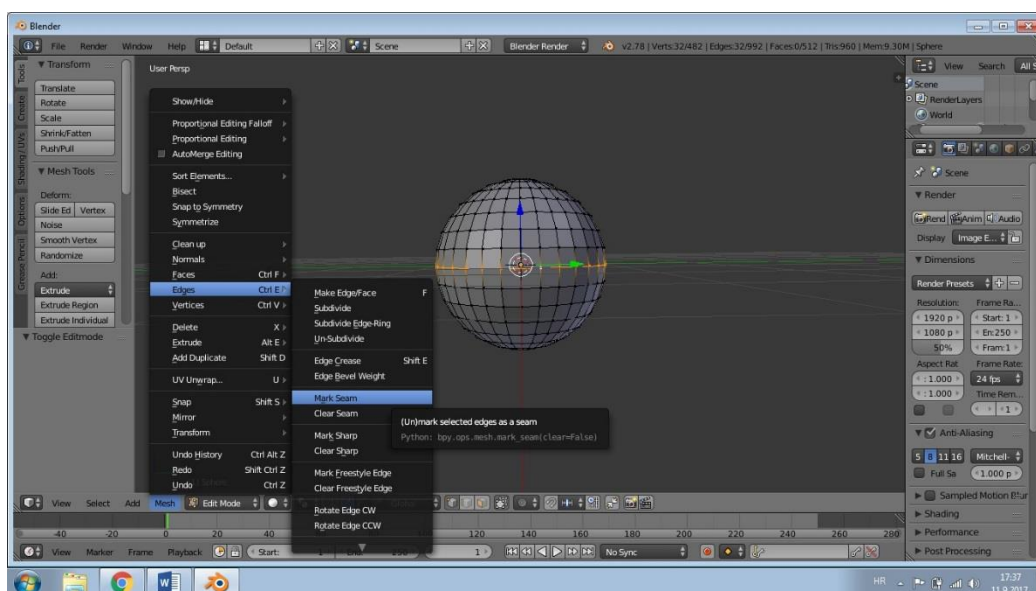 Blender
File Render Window Help Default Scene Blender Render v2.78 | Verts:32/482 | Edges:32/992 | Faces:0/512 | Tris:960 | Mem:9.30M | Sphere
Tools
Create
Shading / UVs
Options
Grease Pencil
Transform
Translate
Rotate
Scale
Shrink/Fatten
Push/Pull
Mesh Tools
Deform:
Slide Ed Vertex
Noise
Smooth Vertex
Randomize
Add:
Extrude
Extrude Region
Extrude Individual
Toggle Editmode
User Persp
Show/Hide
Proportional Editing Falloff
Proportional Editing
AutoMerge Editing
Sort Elements...
Bisect
Snap to Symmetry
Symmetrize
Clean up
Normals
Faces Ctrl F
Edges Ctrl E
Vertices Ctrl V
Delete X
Extrude Alt E
Add Duplicate Shift D
UV Unwrap... U
Snap Shift S
Mirror
Transform
Undo History Ctrl Alt Z
Redo Shift Ctrl Z
Undo Ctrl Z
Make Edge/Face F
Subdivide
Subdivide Edge-Ring
Un-Subdivide
Edge Crease Shift E
Edge Bevel Weight
Mark Seam
Clear Seam
Mark Sharp
Clear Sharp
Mark Freestyle Edge
Clear Freestyle Edge
Rotate Edge CW
Rotate Edge CCW
(Un)mark selected edges as a seam
Python: bpy.ops.mesh.mark_seam(clear=False)
View Search All S
Scene
RenderLayers
World
Scene
Render
Rend Anim Audio
Display Image E...
Dimensions
Render Presets
Resolution: Frame Ra...
1920 p Start: 1
1080 p En:250
50% Fram:1
Aspect Rat Frame Rate:
: 1.000 24 fps
: 1.000 Time Rem...
1
Anti-Aliasing
5 8 11 16 Mitchell-
Full Sa 1.000 p
Sampled Motion Blur
Shading
Performance
Post Processing
View Select Add Mesh Edit Mode
-40 -20 0 20 40 120 140 160 180 200 220 240 260 280
View Marker Frame Playback Start: 1 250 1 No Sync
HR 17:37
11.9.2017